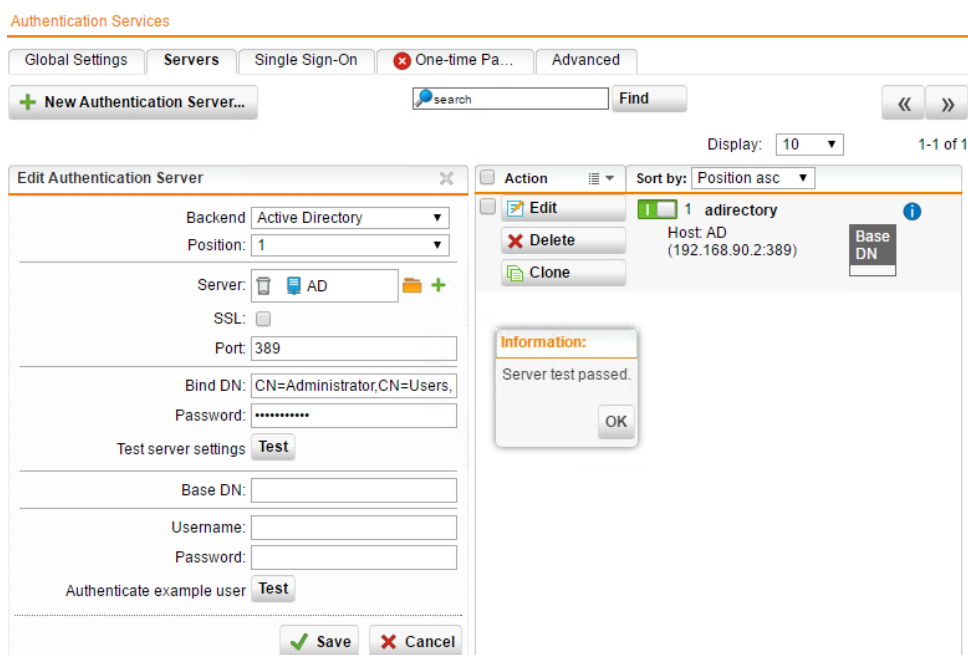 Authentication Services
Global Settings
Servers
Single Sign-On
One-time Pa...
Advanced
New Authentication Server...
search
Find
Display: 10
1-1 of 1
Edit Authentication Server
Backend Active Directory
Position: 1
Server: AD
SSL:
Port: 389
Bind DN: CN=Administrator,CN=Users,
Password: •••••••••••
Test server settings Test
Base DN:
Username:
Password:
Authenticate example user Test
Save
Cancel
Action
Sort by: Position asc
Edit
Delete
Clone
1 adirectory
Host: AD
(192.168.90.2:389)
Base
DN
Information:
Server test passed.
OK